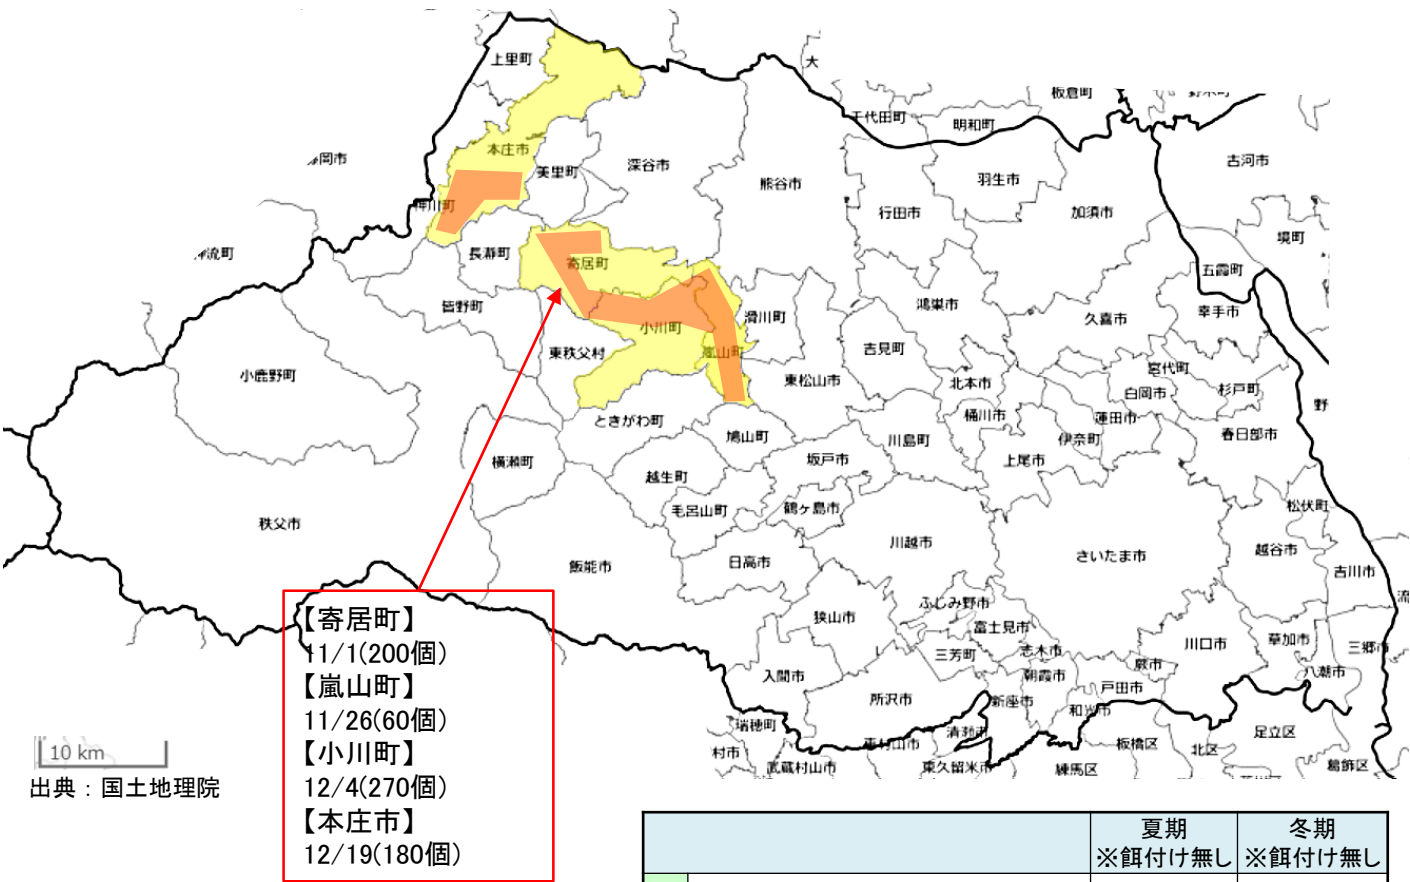 上里町
大
板倉町
千代田町
明和町
本庄市
岡市
美里町
深谷市
熊谷市
羽生市
古河市
神川町
行田市
加須市
境町
流町
長瀞町
寄居町
五霞町
皆野町
滑川町
鴻巣市
久喜市
幸手市
小川町
嵐山町
東秩父村
吉見町
小鹿野町
東松山市
北本市
宮代町
白岡市
杉戸町
野
ときがわ町
鳩山町
桶川市
蓮田市
伊奈町
春日部市
川島町
横瀬町
越生町
坂戸市
上尾市
毛呂山町
鶴ヶ島市
松伏町
秩父市
川越市
さいたま市
越谷市
飯能市
日高市
吉川市
流
狭山市
ふじみ野市
富士見市
三芳町
志木市
川口市
草加市
三郷市
蕨市
入間市
朝霞市
戸田市
八潮市
所沢市
新座市
和光市
瑞穂町
清瀬市
東村山市
板橋区
北区
足立区
村市
武蔵村山市
東久留米市
練馬区
葛飾区
【寄居町】
11/1(200個)
【嵐山町】
11/26(60個)
【小川町】
12/4(270個)
【本庄市】
12/19(180個)
10 km
出典：国土地理院
夏期
※餌付け無し
冬期
※餌付け無し